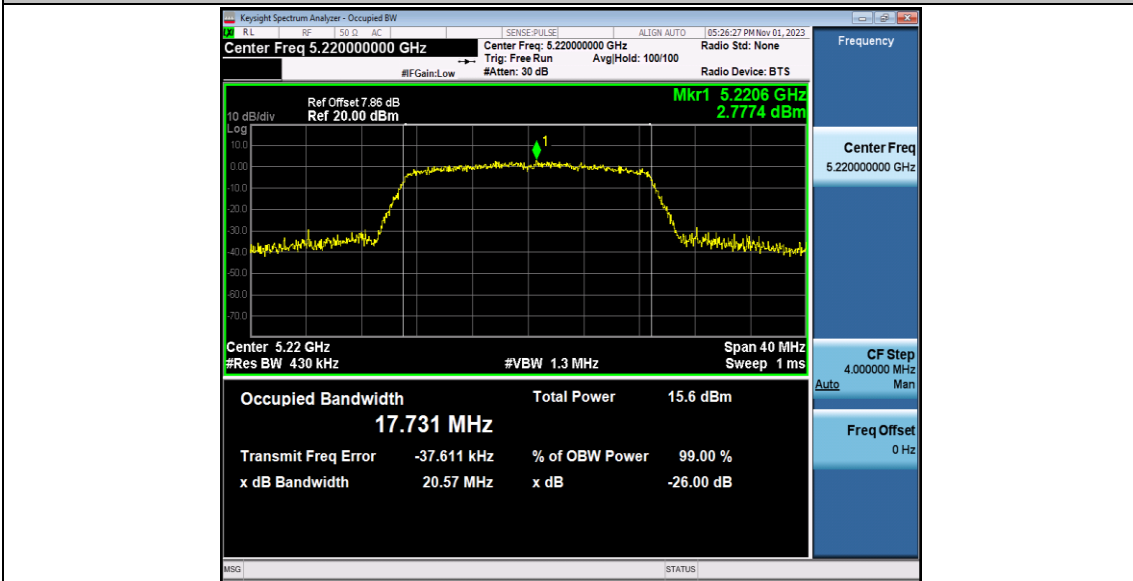 Keysight Spectrum Analyzer - Occupied BW
RL RF 50 Ω AC SENSE:PULSE ALIGN AUTO 05:26:27 PM Nov 01, 2023
Center Freq 5.220000000 GHz
Center Freq: 5.220000000 GHz Radio Std: None
Trig: Free Run Avg|Hold: 100/100
#IFGain:Low #Atten: 30 dB Radio Device: BTS
Frequency
Mkr1 5.2206 GHz
2.7774 dBm
Ref Offset 7.86 dB
10 dB/div Ref 20.00 dBm
Log
10.0
0.00
-10.0
-20.0
-30.0
-40.0
-50.0
-60.0
-70.0
1
Center 5.22 GHz Span 40 MHz
#Res BW 430 kHz #VBW 1.3 MHz Sweep 1 ms
Occupied Bandwidth Total Power 15.6 dBm
17.731 MHz
Transmit Freq Error -37.611 kHz % of OBW Power 99.00 %
x dB Bandwidth 20.57 MHz x dB -26.00 dB
Center Freq
5.220000000 GHz
CF Step
4.000000 MHz
Auto Man
Freq Offset
0 Hz
MSG STATUS